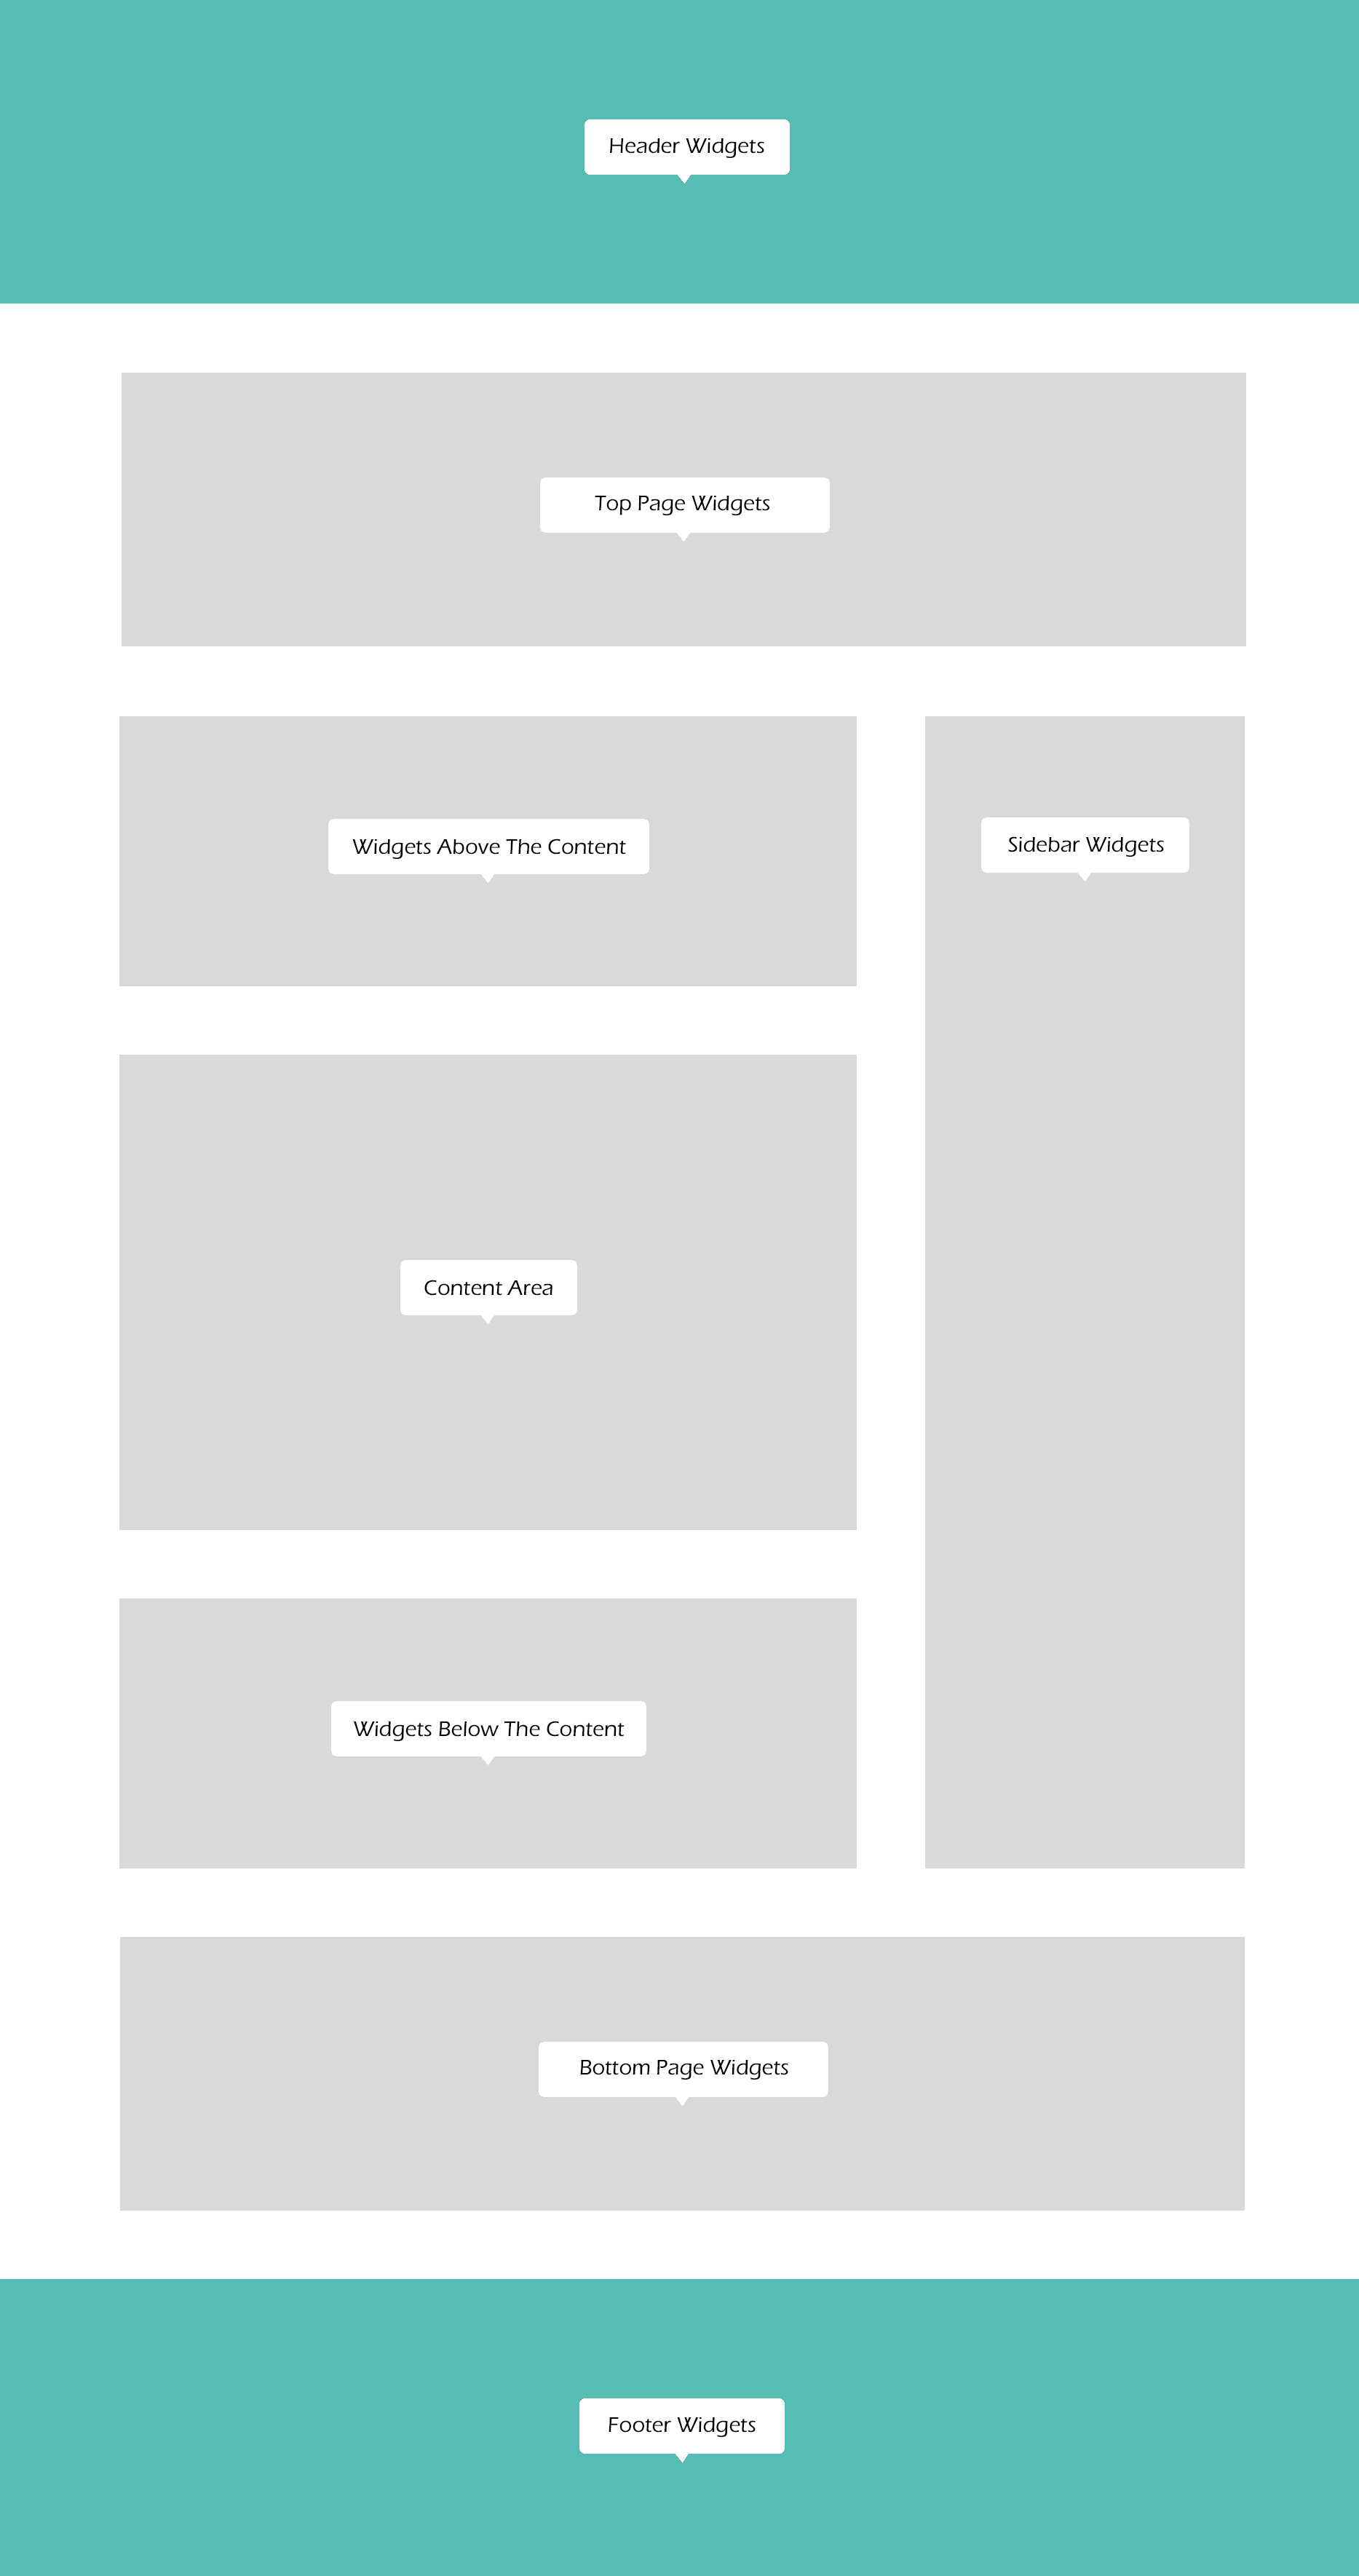 Header Widgets
Top Page Widgets
Widgets Above The Content
Sidebar Widgets
Content Area
Widgets Below The Content
Bottom Page Widgets
Footer Widgets